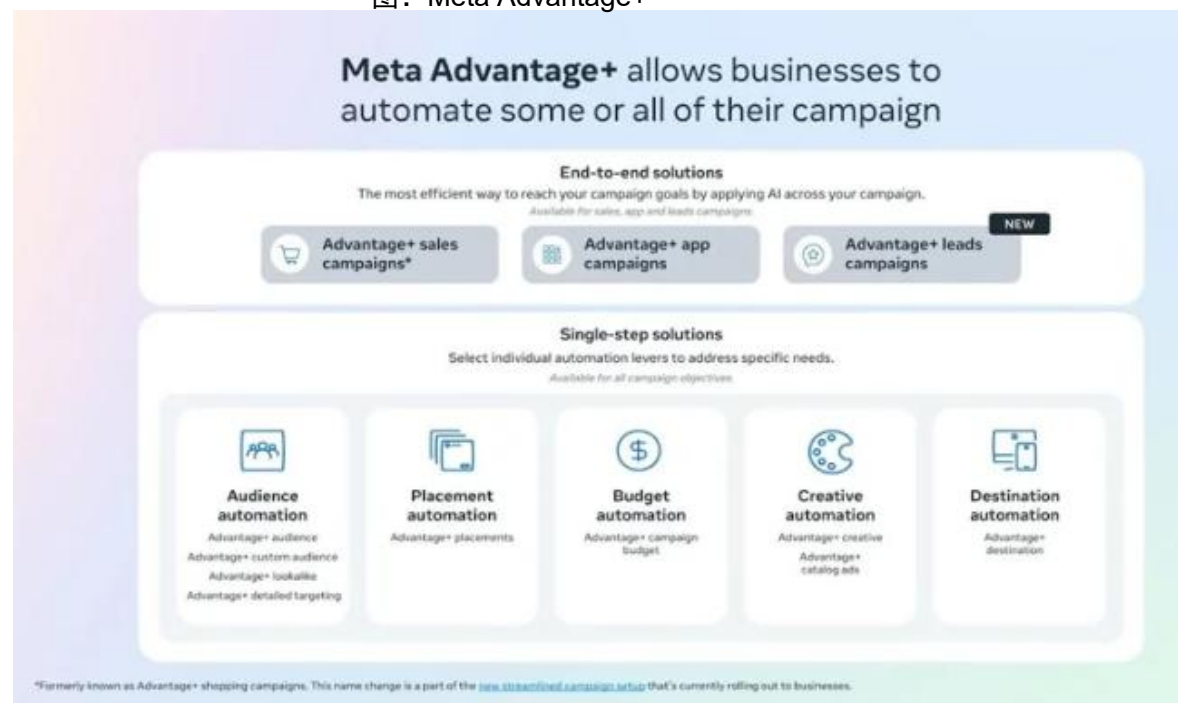 图：Meta Advantage+
Meta Advantage+ allows businesses to
automate some or all of their campaign
End-to-end solutions
The most efficient way to reach your campaign goals by applying AI across your campaign.
Available for sales, app and leads campaigns
NEW
Advantage+ sales
campaigns*
Advantage+ app
campaigns
Advantage+ leads
campaigns
Single-step solutions
Select individual automation levers to address specific needs.
Available for all campaign objectives
Audience
automation
Advantage+ audience
Advantage+ custom audience
Advantage+ lookalike
Advantage+ detailed targeting
Placement
automation
Advantage+ placements
Budget
automation
Advantage+ campaign
budget
Creative
automation
Advantage+ creative
Advantage+
catalog ads
Destination
automation
Advantage+
destination
*Formerly known as Advantage+ shopping campaigns. This name change is a part of the new streamlined campaign setup that's currently rolling out to businesses.